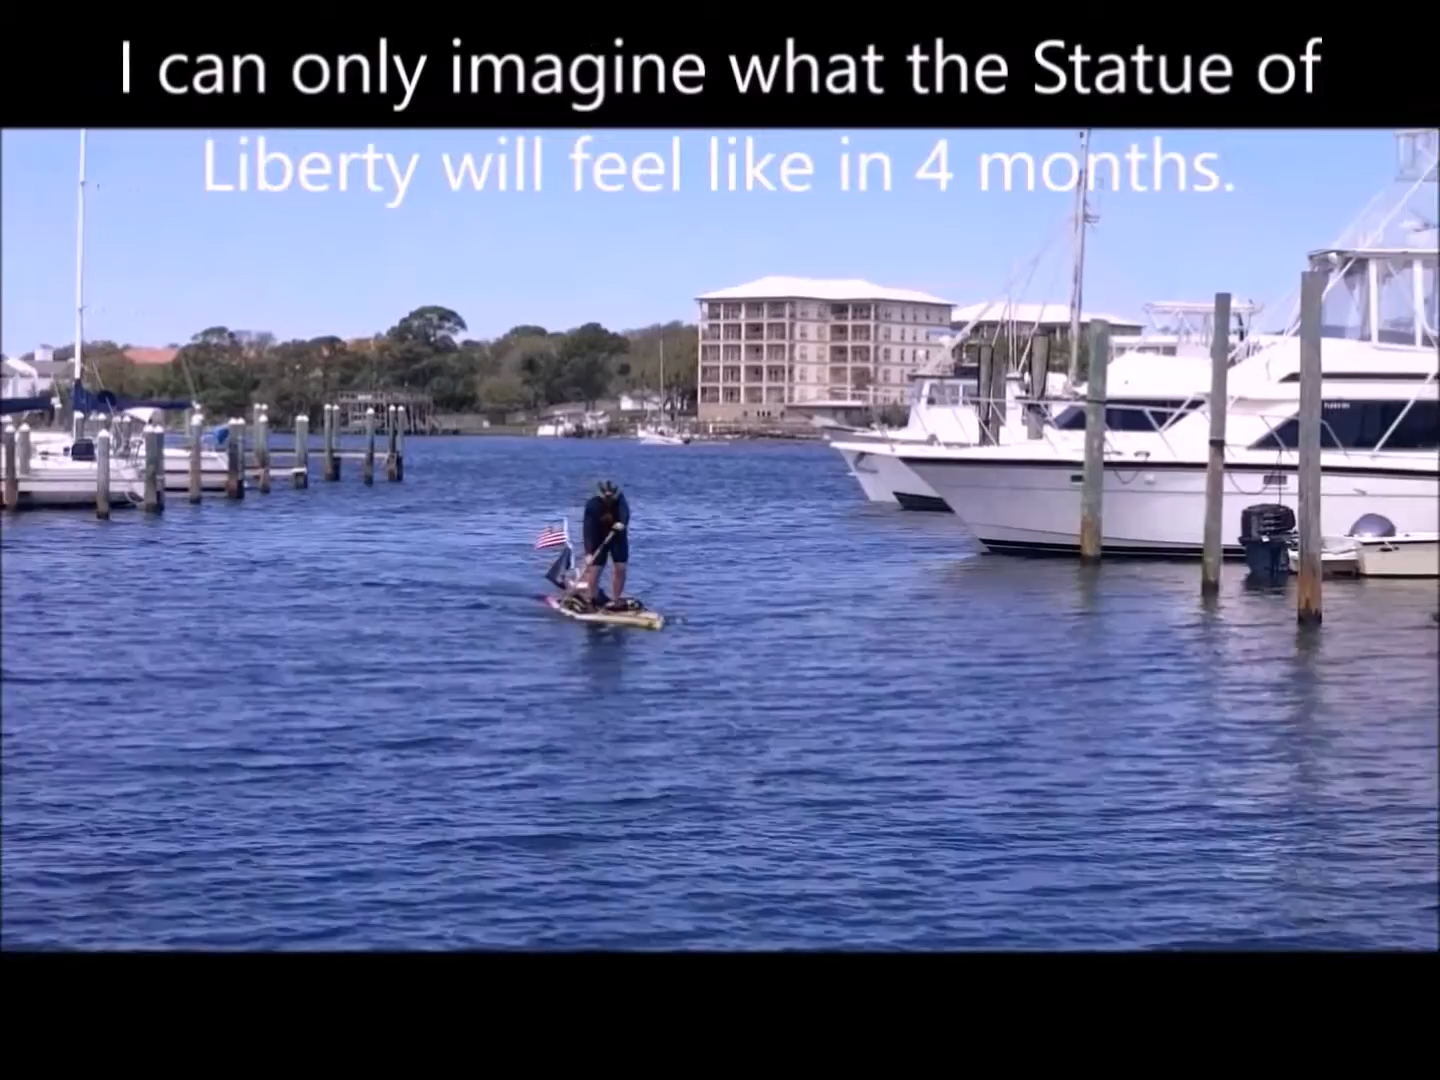 I can only imagine what the Statue of
Liberty will feel like in 4 months.